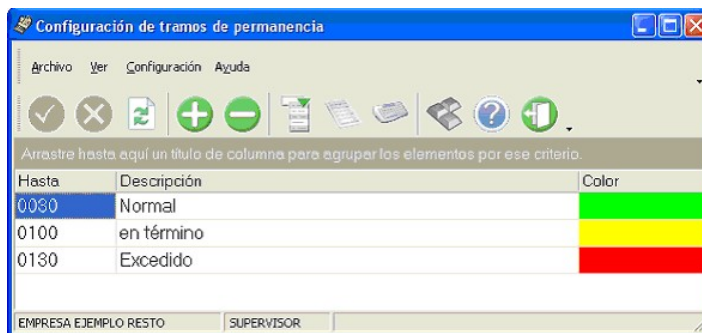 Configuración de tramos de permanencia
Archivo Ver Configuración Ayuda
Arrastre hasta aquí un título de columna para agrupar los elementos por ese criterio.
Hasta Descripción Color
0030 Normal
0100 en término
0130 Excedido
EMPRESA EJEMPLO RESTO SUPERVISOR